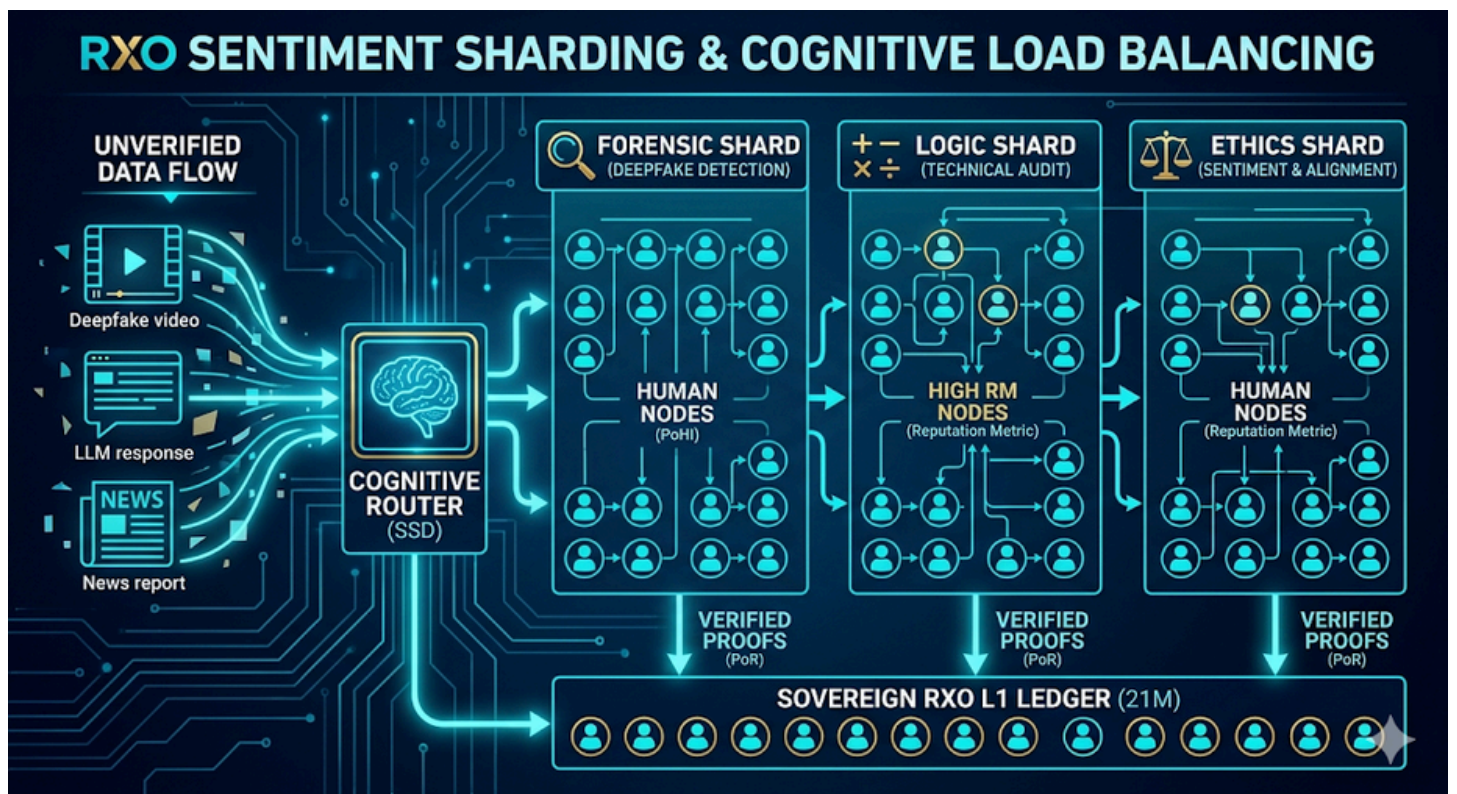 RXO SENTIMENT SHARDING & COGNITIVE LOAD BALANCING
UNVERIFIED
DATA FLOW
Deepfake video
LLM response
NEWS
News report
COGNITIVE
ROUTER
(SSD)
FORENSIC SHARD
(DEEPFAKE DETECTION)
HUMAN
NODES
(PoHI)
LOGIC SHARD
(TECHNICAL AUDIT)
HIGH RM
NODES
(Reputation Metric)
ETHICS SHARD
(SENTIMENT & ALIGNMENT)
HUMAN
NODES
(Reputation Metric)
VERIFIED
PROOFS
(PoR)
VERIFIED
PROOFS
(PoR)
VERIFIED
PROOFS
(PoR)
SOVEREIGN RXO L1 LEDGER (21M)